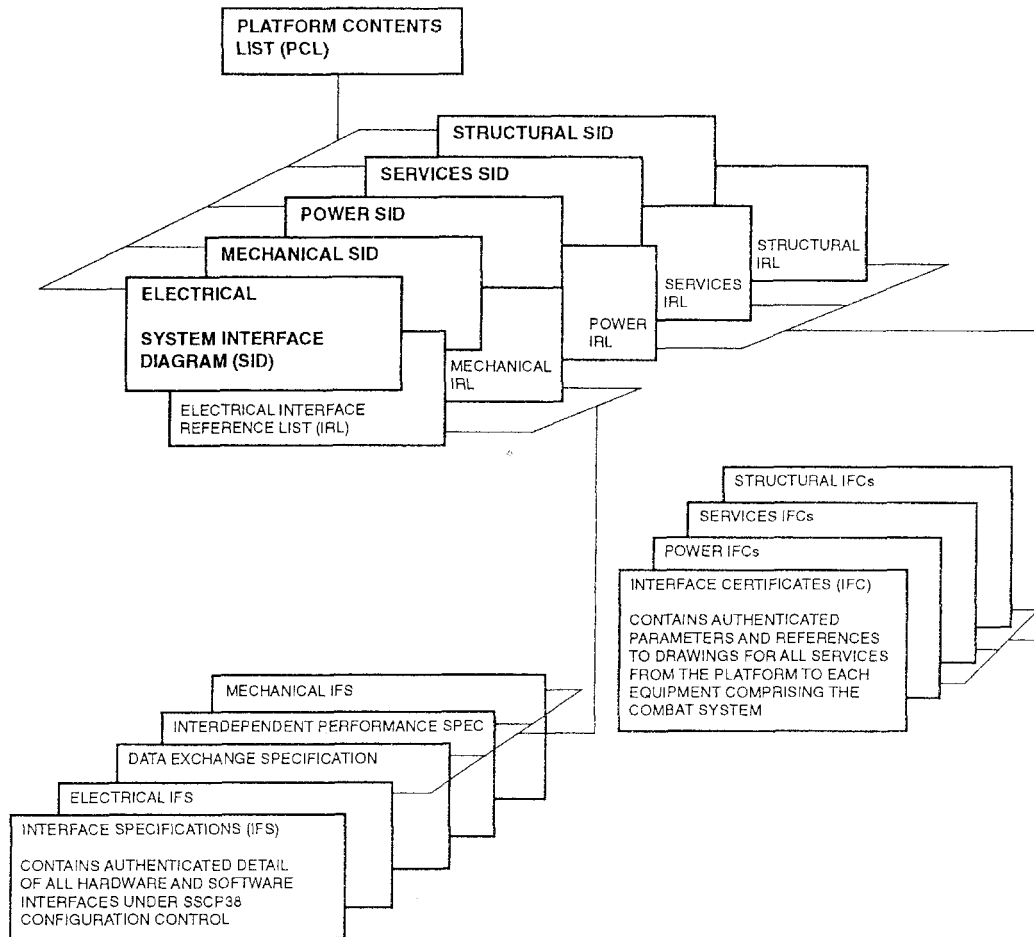 PLATFORM CONTENTS
LIST (PCL)
STRUCTURAL SID
SERVICES SID
POWER SID
MECHANICAL SID
ELECTRICAL
SYSTEM INTERFACE
DIAGRAM (SID)
STRUCTURAL
IRL
SERVICES
IRL
POWER
IRL
MECHANICAL
IRL
ELECTRICAL INTERFACE
REFERENCE LIST (IRL)
STRUCTURAL IFCs
SERVICES IFCs
POWER IFCs
INTERFACE CERTIFICATES (IFC)
CONTAINS AUTHENTICATED
PARAMETERS AND REFERENCES
TO DRAWINGS FOR ALL SERVICES
FROM THE PLATFORM TO EACH
EQUIPMENT COMPRISING THE
COMBAT SYSTEM
MECHANICAL IFS
INTERDEPENDENT PERFORMANCE SPEC
DATA EXCHANGE SPECIFICATION
ELECTRICAL IFS
INTERFACE SPECIFICATIONS (IFS)
CONTAINS AUTHENTICATED DETAIL
OF ALL HARDWARE AND SOFTWARE
INTERFACES UNDER SSCP38
CONFIGURATION CONTROL